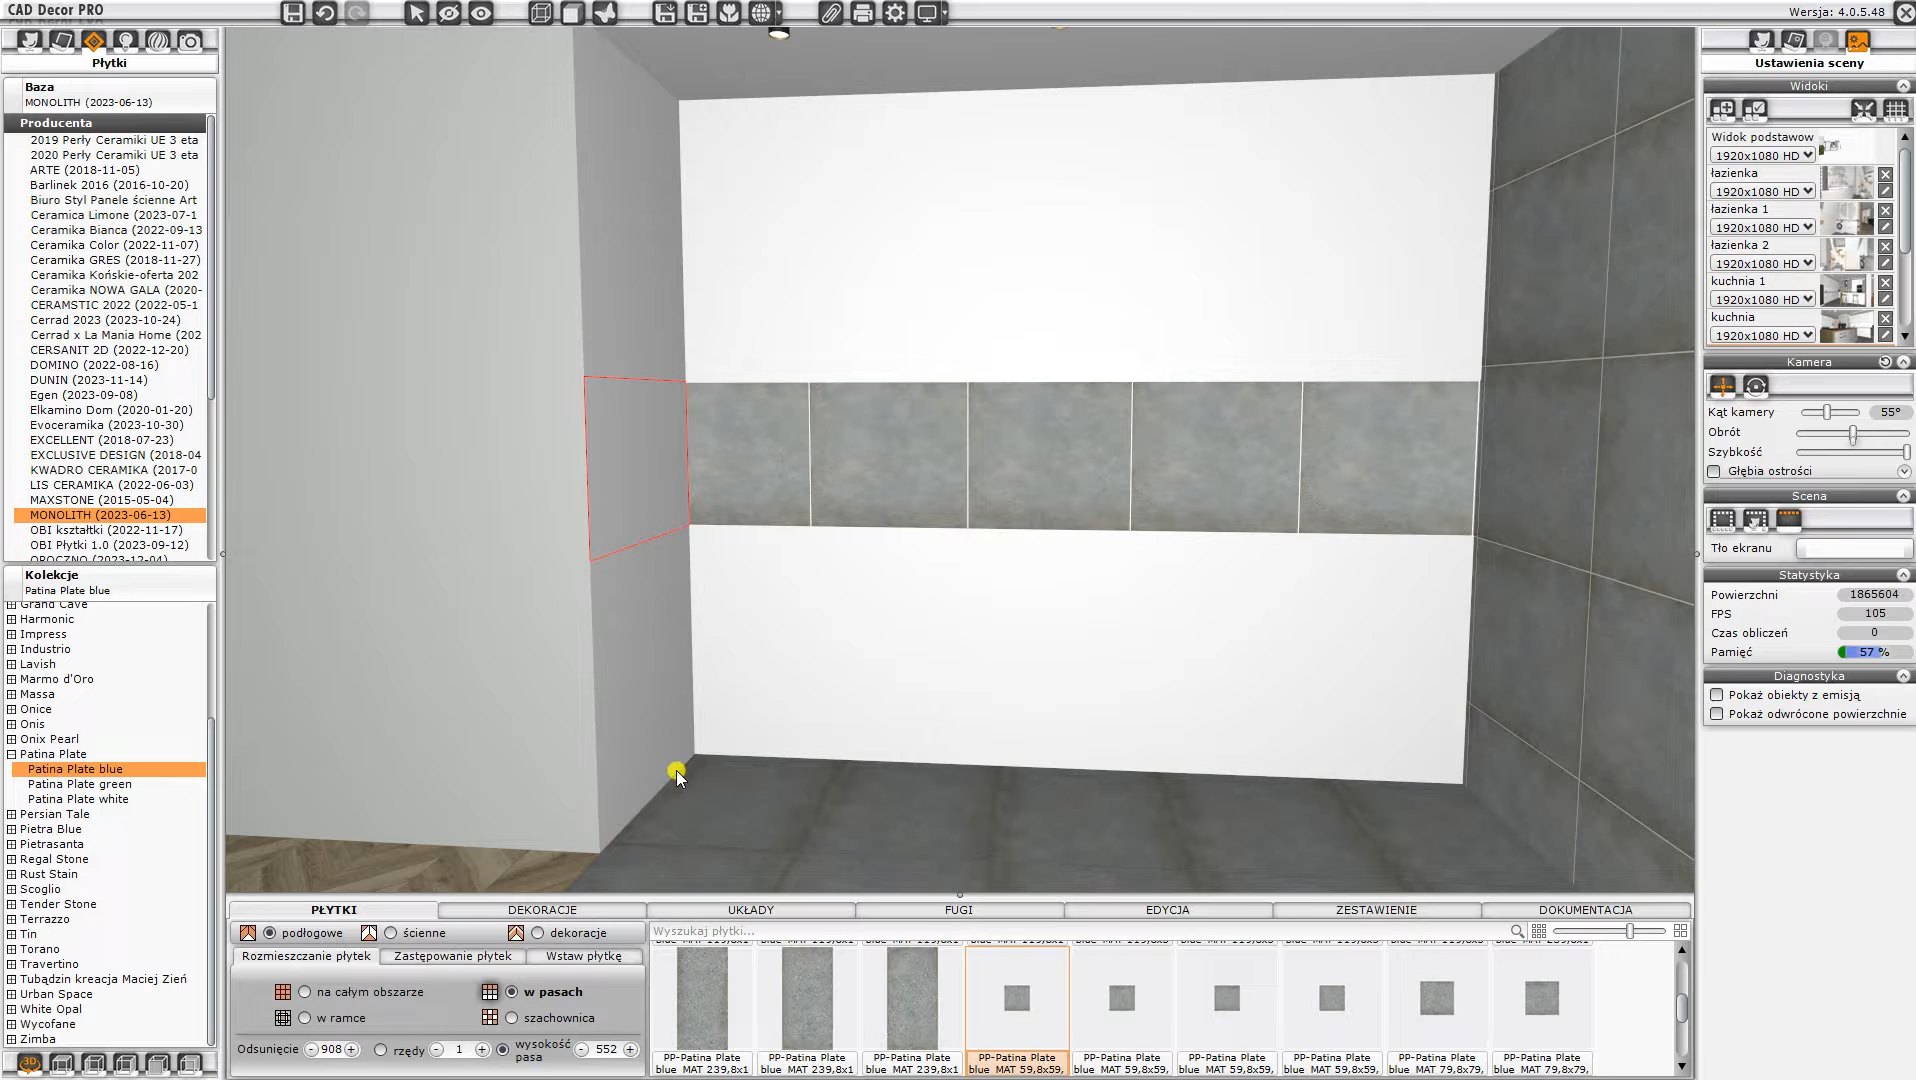 CAD Decor PRO
Wersja: 4.0.5.48
Płytki
Baza
MONOLITH (2023-06-13)
Producenta
2019 Perły Ceramiki UE 3 eta
2020 Perły Ceramiki UE 3 eta
ARTE (2018-11-05)
Barlinek 2016 (2016-10-20)
Biuro Styl Panele ścienne Art
Ceramica Limone (2023-07-1
Ceramika Bianca (2022-09-13
Ceramika Color (2022-11-07)
Ceramika GRES (2018-11-27)
Ceramika Końskie-oferta 202
Ceramika NOWA GALA (2020-
CERAMSTIC 2022 (2022-05-1
Cerrad 2023 (2023-10-24)
Cerrad x La Mania Home (202
CERSANIT 2D (2022-12-20)
DOMINO (2022-08-16)
DUNIN (2023-11-14)
Egen (2023-09-08)
Elkamino Dom (2020-01-20)
Evoceramika (2023-10-30)
EXCELLENT (2018-07-23)
EXCLUSIVE DESIGN (2018-04
KWADRO CERAMIKA (2017-0
LIS CERAMIKA (2022-06-03)
MAXSTONE (2015-05-04)
MONOLITH (2023-06-13)
OBI kształtki (2022-11-17)
OBI Płytki 1.0 (2023-09-12)
OPOCZNO (2023-12-04)
Kolekcje
Patina Plate blue
Grand Cave
Harmonic
Impress
Industrio
Lavish
Marmo d'Oro
Massa
Onice
Onis
Onix Pearl
Patina Plate
Patina Plate blue
Patina Plate green
Patina Plate white
Persian Tale
Pietra Blue
Pietrasanta
Regal Stone
Rust Stain
Scoglio
Tender Stone
Terrazzo
Tin
Torano
Travertino
Tubądzin kreacja Maciej Zień
Urban Space
White Opal
Wycofane
Zimba
PŁYTKI
DEKORACJE
UKŁADY
FUGI
EDYCJA
ZESTAWIENIE
DOKUMENTACJA
podłogowe
ścienne
dekoracje
Rozmieszczanie płytek
Zastępowanie płytek
Wstaw płytkę
na całym obszarze
w pasach
w ramce
szachownica
Odsunięcie
908
rzędy
1
wysokość pasa
552
Wyszukaj płytki...
PP-Patina Plate blue MAT 239,8x1
PP-Patina Plate blue MAT 239,8x1
PP-Patina Plate blue MAT 239,8x1
PP-Patina Plate blue MAT 59,8x59,
PP-Patina Plate blue MAT 59,8x59,
PP-Patina Plate blue MAT 59,8x59,
PP-Patina Plate blue MAT 59,8x59,
PP-Patina Plate blue MAT 79,8x79,
PP-Patina Plate blue MAT 79,8x79,
Ustawienia sceny
Widoki
Widok podstawow
1920x1080 HD
łazienka
1920x1080 HD
łazienka 1
1920x1080 HD
łazienka 2
1920x1080 HD
kuchnia 1
1920x1080 HD
kuchnia
1920x1080 HD
Kamera
Kąt kamery
55°
Obrót
Szybkość
Głębia ostrości
Scena
Tło ekranu
Statystyka
Powierzchni
1865604
FPS
105
Czas obliczeń
0
Pamięć
57 %
Diagnostyka
Pokaż obiekty z emisją
Pokaż odwrócone powierzchnie